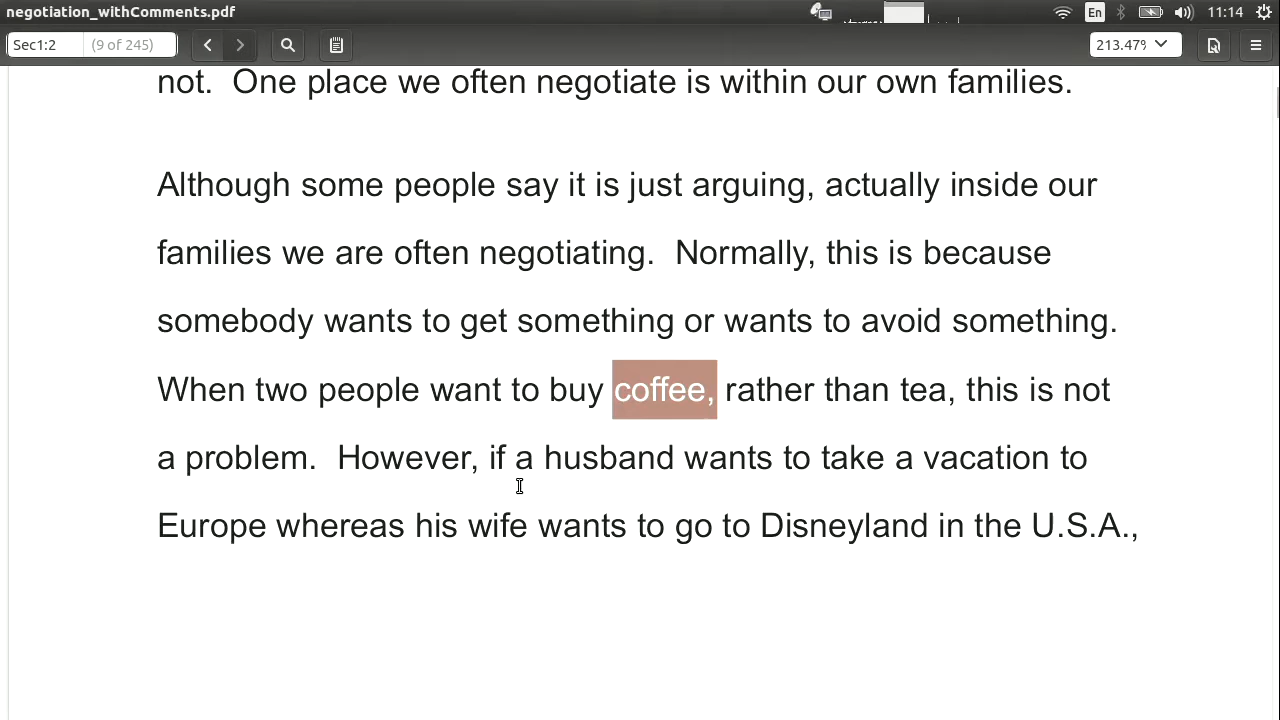 negotiation_withComments.pdf
En
11:14
Sec1:2 (9 of 245)
213.47%
not.  One place we often negotiate is within our own families.
Although some people say it is just arguing, actually inside our
families we are often negotiating.  Normally, this is because
somebody wants to get something or wants to avoid something.
When two people want to buy coffee, rather than tea, this is not
a problem.  However, if a husband wants to take a vacation to
Europe whereas his wife wants to go to Disneyland in the U.S.A.,